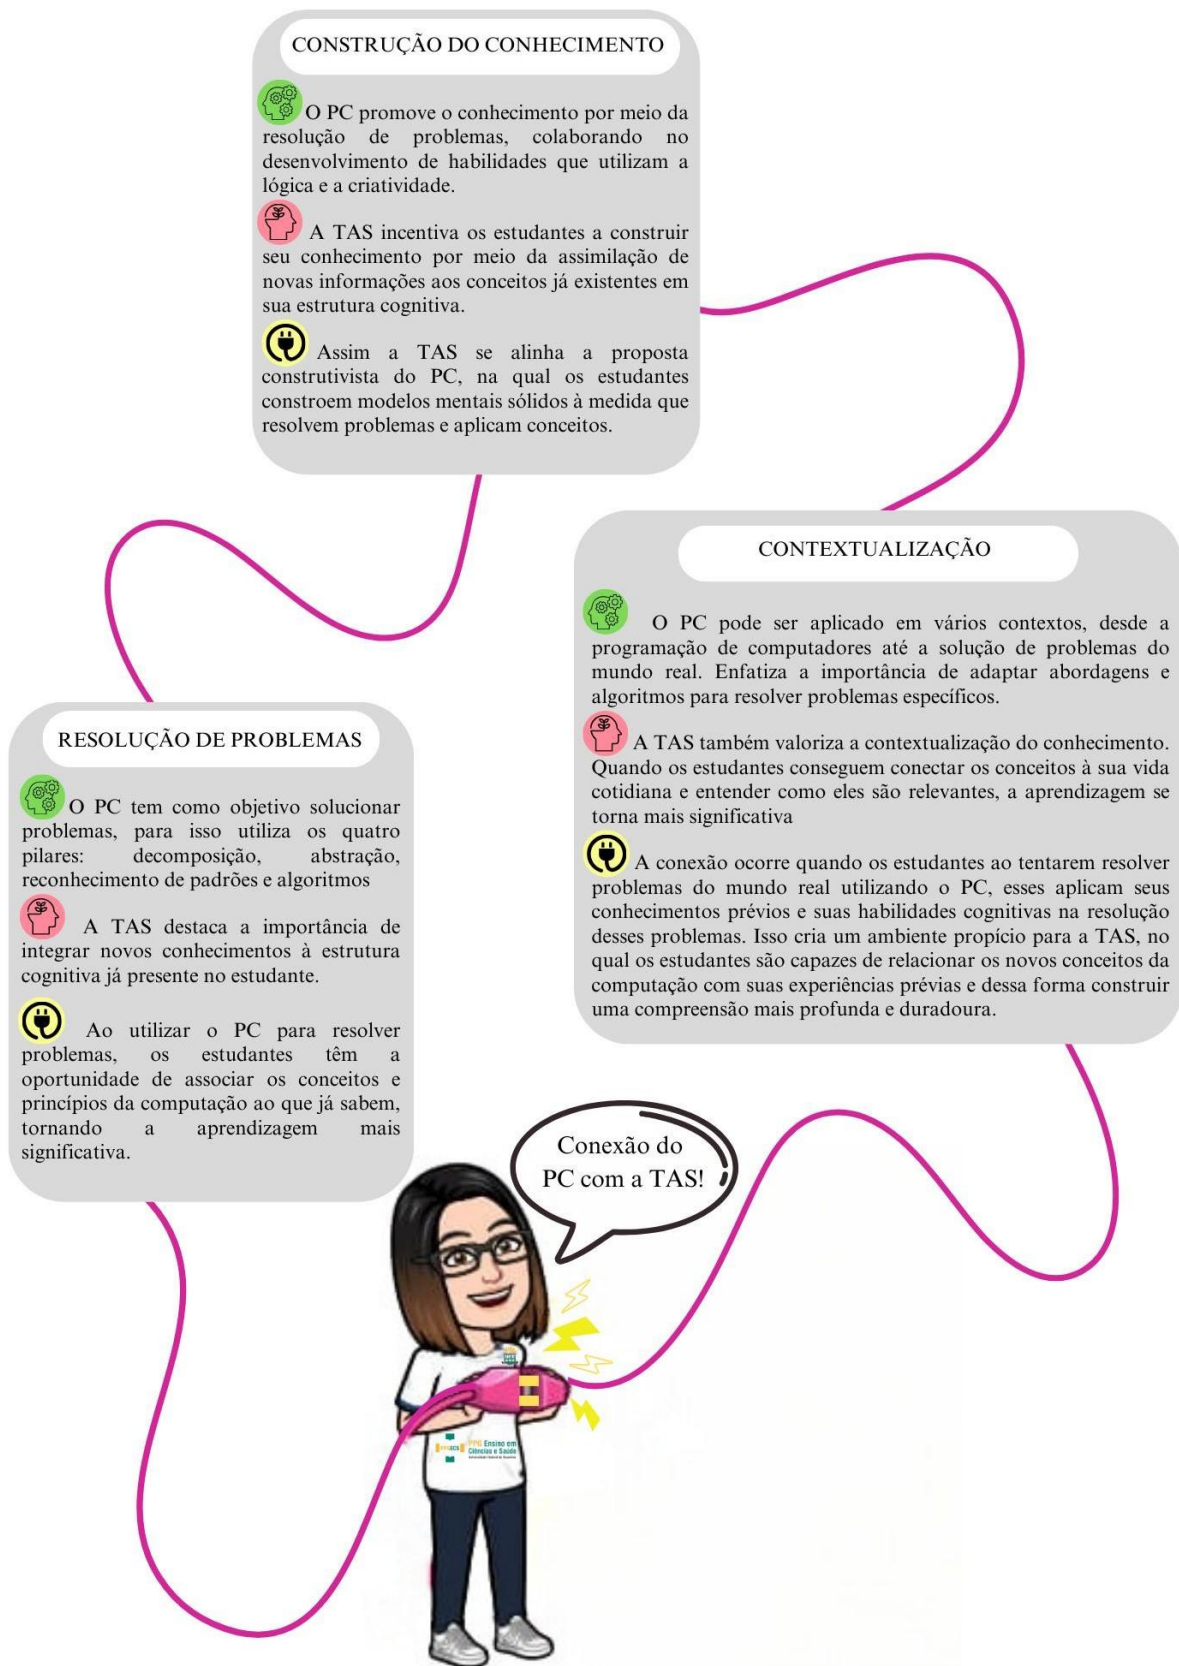 CONSTRUÇÃO DO CONHECIMENTO
O PC promove o conhecimento por meio da
resolução de problemas, colaborando no
desenvolvimento de habilidades que utilizam a
lógica e a criatividade.
A TAS incentiva os estudantes a construir
seu conhecimento por meio da assimilação de
novas informações aos conceitos já existentes em
sua estrutura cognitiva.
Assim a TAS se alinha a proposta
construtivista do PC, na qual os estudantes
constroem modelos mentais sólidos à medida que
resolvem problemas e aplicam conceitos.
CONTEXTUALIZAÇÃO
O PC pode ser aplicado em vários contextos, desde a
programação de computadores até a solução de problemas do
mundo real. Enfatiza a importância de adaptar abordagens e
algoritmos para resolver problemas específicos.
A TAS também valoriza a contextualização do conhecimento.
Quando os estudantes conseguem conectar os conceitos à sua vida
cotidiana e entender como eles são relevantes, a aprendizagem se
torna mais significativa
A conexão ocorre quando os estudantes ao tentarem resolver
problemas do mundo real utilizando o PC, esses aplicam seus
conhecimentos prévios e suas habilidades cognitivas na resolução
desses problemas. Isso cria um ambiente propício para a TAS, no
qual os estudantes são capazes de relacionar os novos conceitos da
computação com suas experiências prévias e dessa forma construir
uma compreensão mais profunda e duradoura.
RESOLUÇÃO DE PROBLEMAS
O PC tem como objetivo solucionar
problemas, para isso utiliza os quatro
pilares: decomposição, abstração,
reconhecimento de padrões e algoritmos
A TAS destaca a importância de
integrar novos conhecimentos à estrutura
cognitiva já presente no estudante.
Ao utilizar o PC para resolver
problemas, os estudantes têm a
oportunidade de associar os conceitos e
princípios da computação ao que já sabem,
tornando a aprendizagem mais
significativa.
Conexão do
PC com a TAS!
PPG Ensino em
Ciências e Saúde